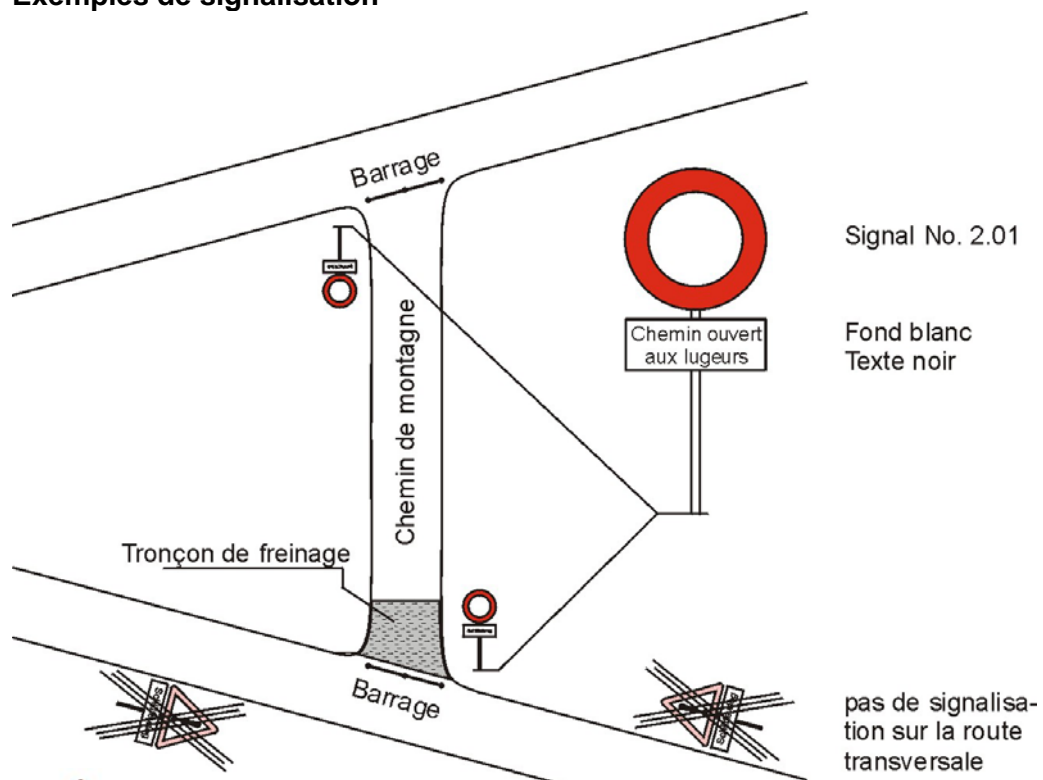 Exemples de signalisation
Barrage
Signal No. 2.01
Chemin ouvert
aux lugeurs
Fond blanc
Texte noir
Chemin de montagne
Tronçon de freinage
Barrage
pas de signalisa-
tion sur la route
transversale